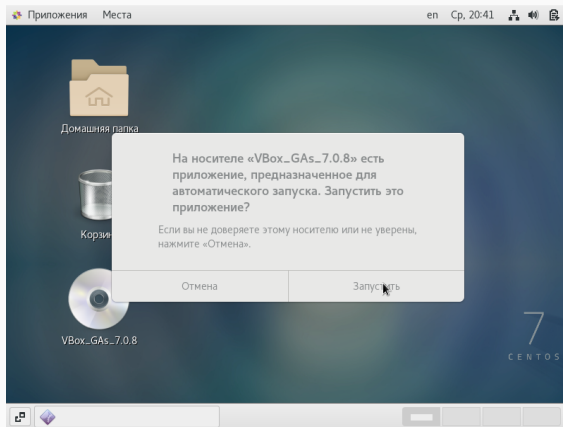 Приложения Места en Ср, 20:41
Домашняя папка
На носителе «VBox_GAs_7.0.8» есть
приложение, предназначенное для
автоматического запуска. Запустить это
приложение?
Если вы не доверяете этому носителю или не уверены,
нажмите «Отмена».
Корзин
Отмена Запустить
VBox_GAs_7.0.8
7
CENTOS